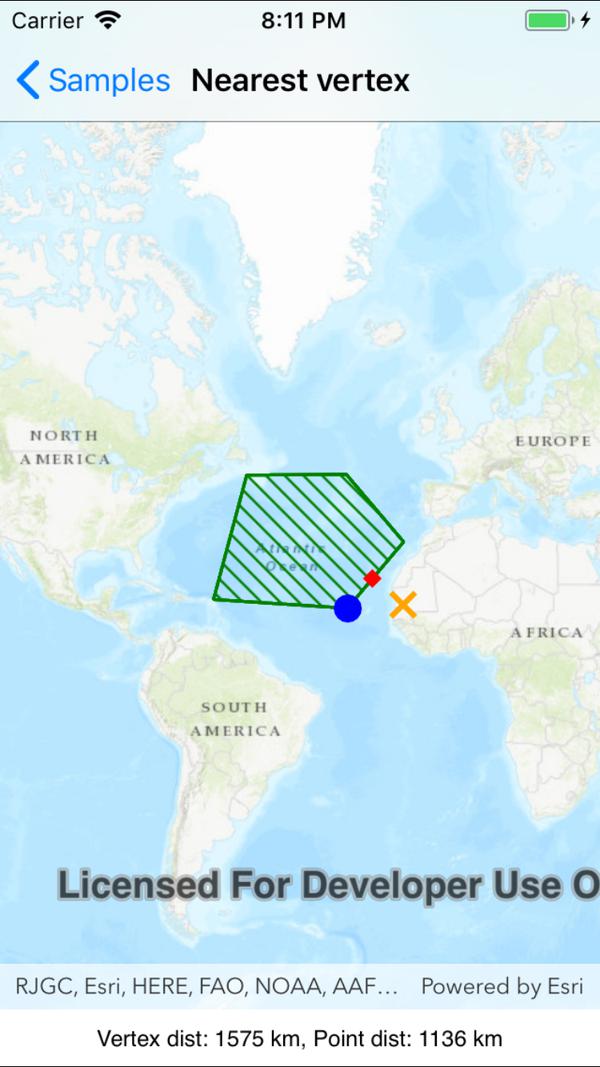 Carrier 8:11 PM
Samples Nearest vertex
NORTH
AMERICA
EUROPE
Atlantic
Ocean
AFRICA
SOUTH
AMERICA
Licensed For Developer Use O
RJGC, Esri, HERE, FAO, NOAA, AAF... Powered by Esri
Vertex dist: 1575 km, Point dist: 1136 km